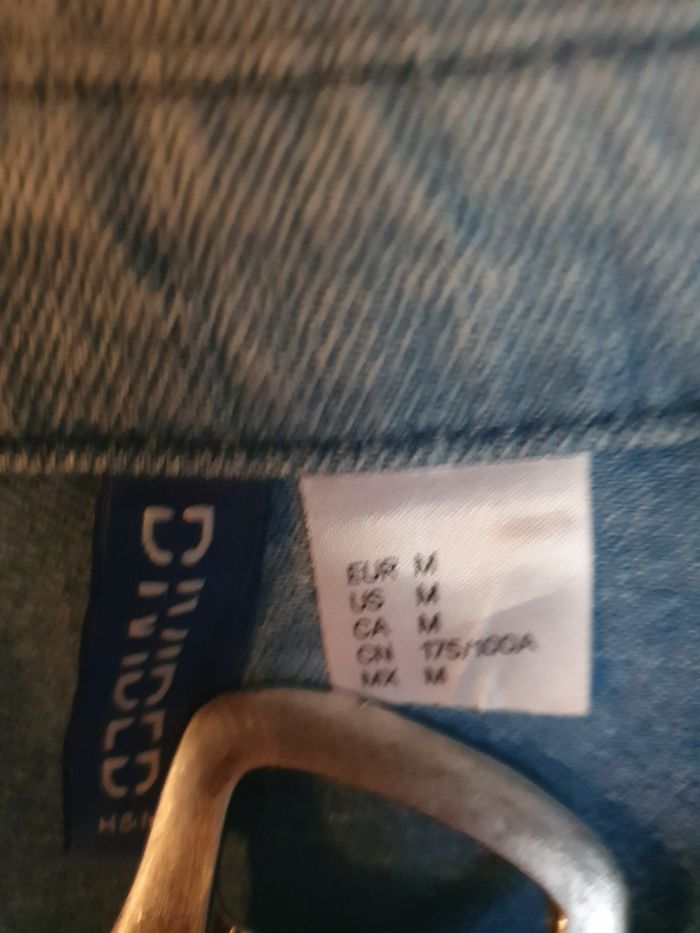 DIVIDED
H&M
EUR M
US M
CA M
CN 175/100A
MX M